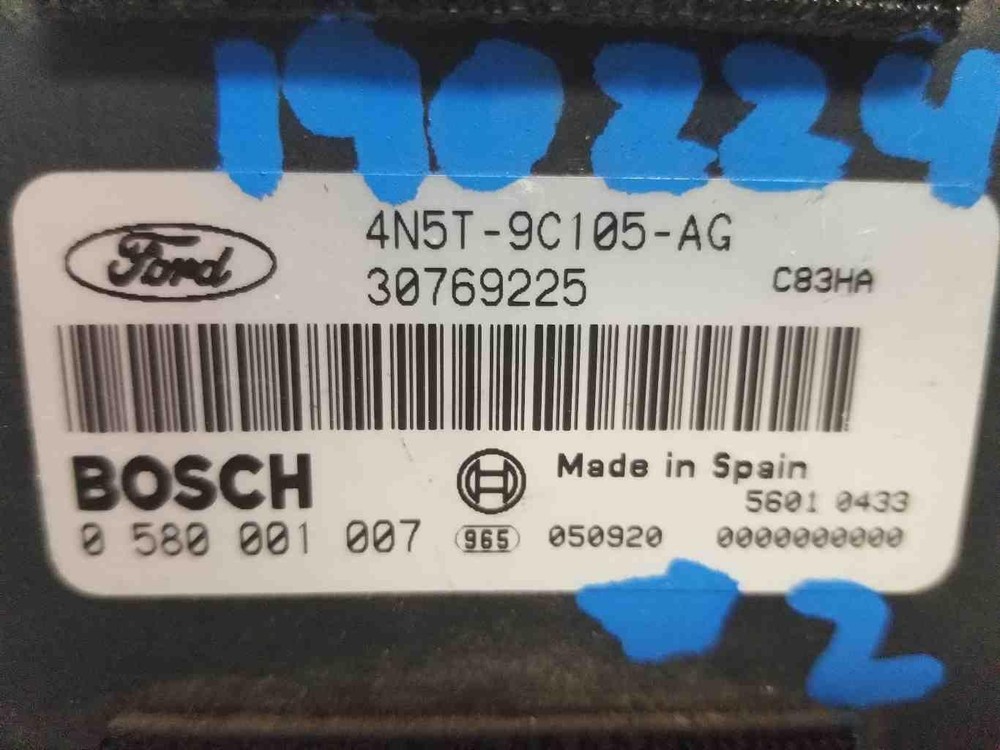 190224
Ford
4N5T-9C105-AG
30769225
C83HA
BOSCH
Made in Spain
5601 0433
0 580 001 007
965
050920
0000000000
2